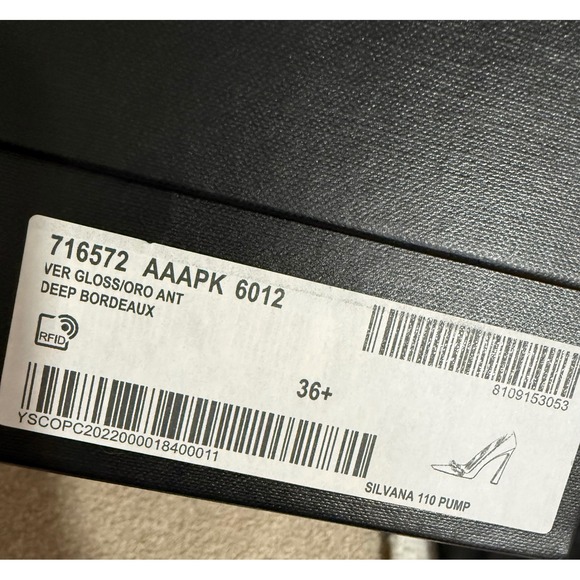 716572 AAAPK 6012
VER GLOSS/ORO ANT
DEEP BORDEAUX
RFID
8109153053
36+
YSCOPC2022000018400011
SILVANA 110 PUMP